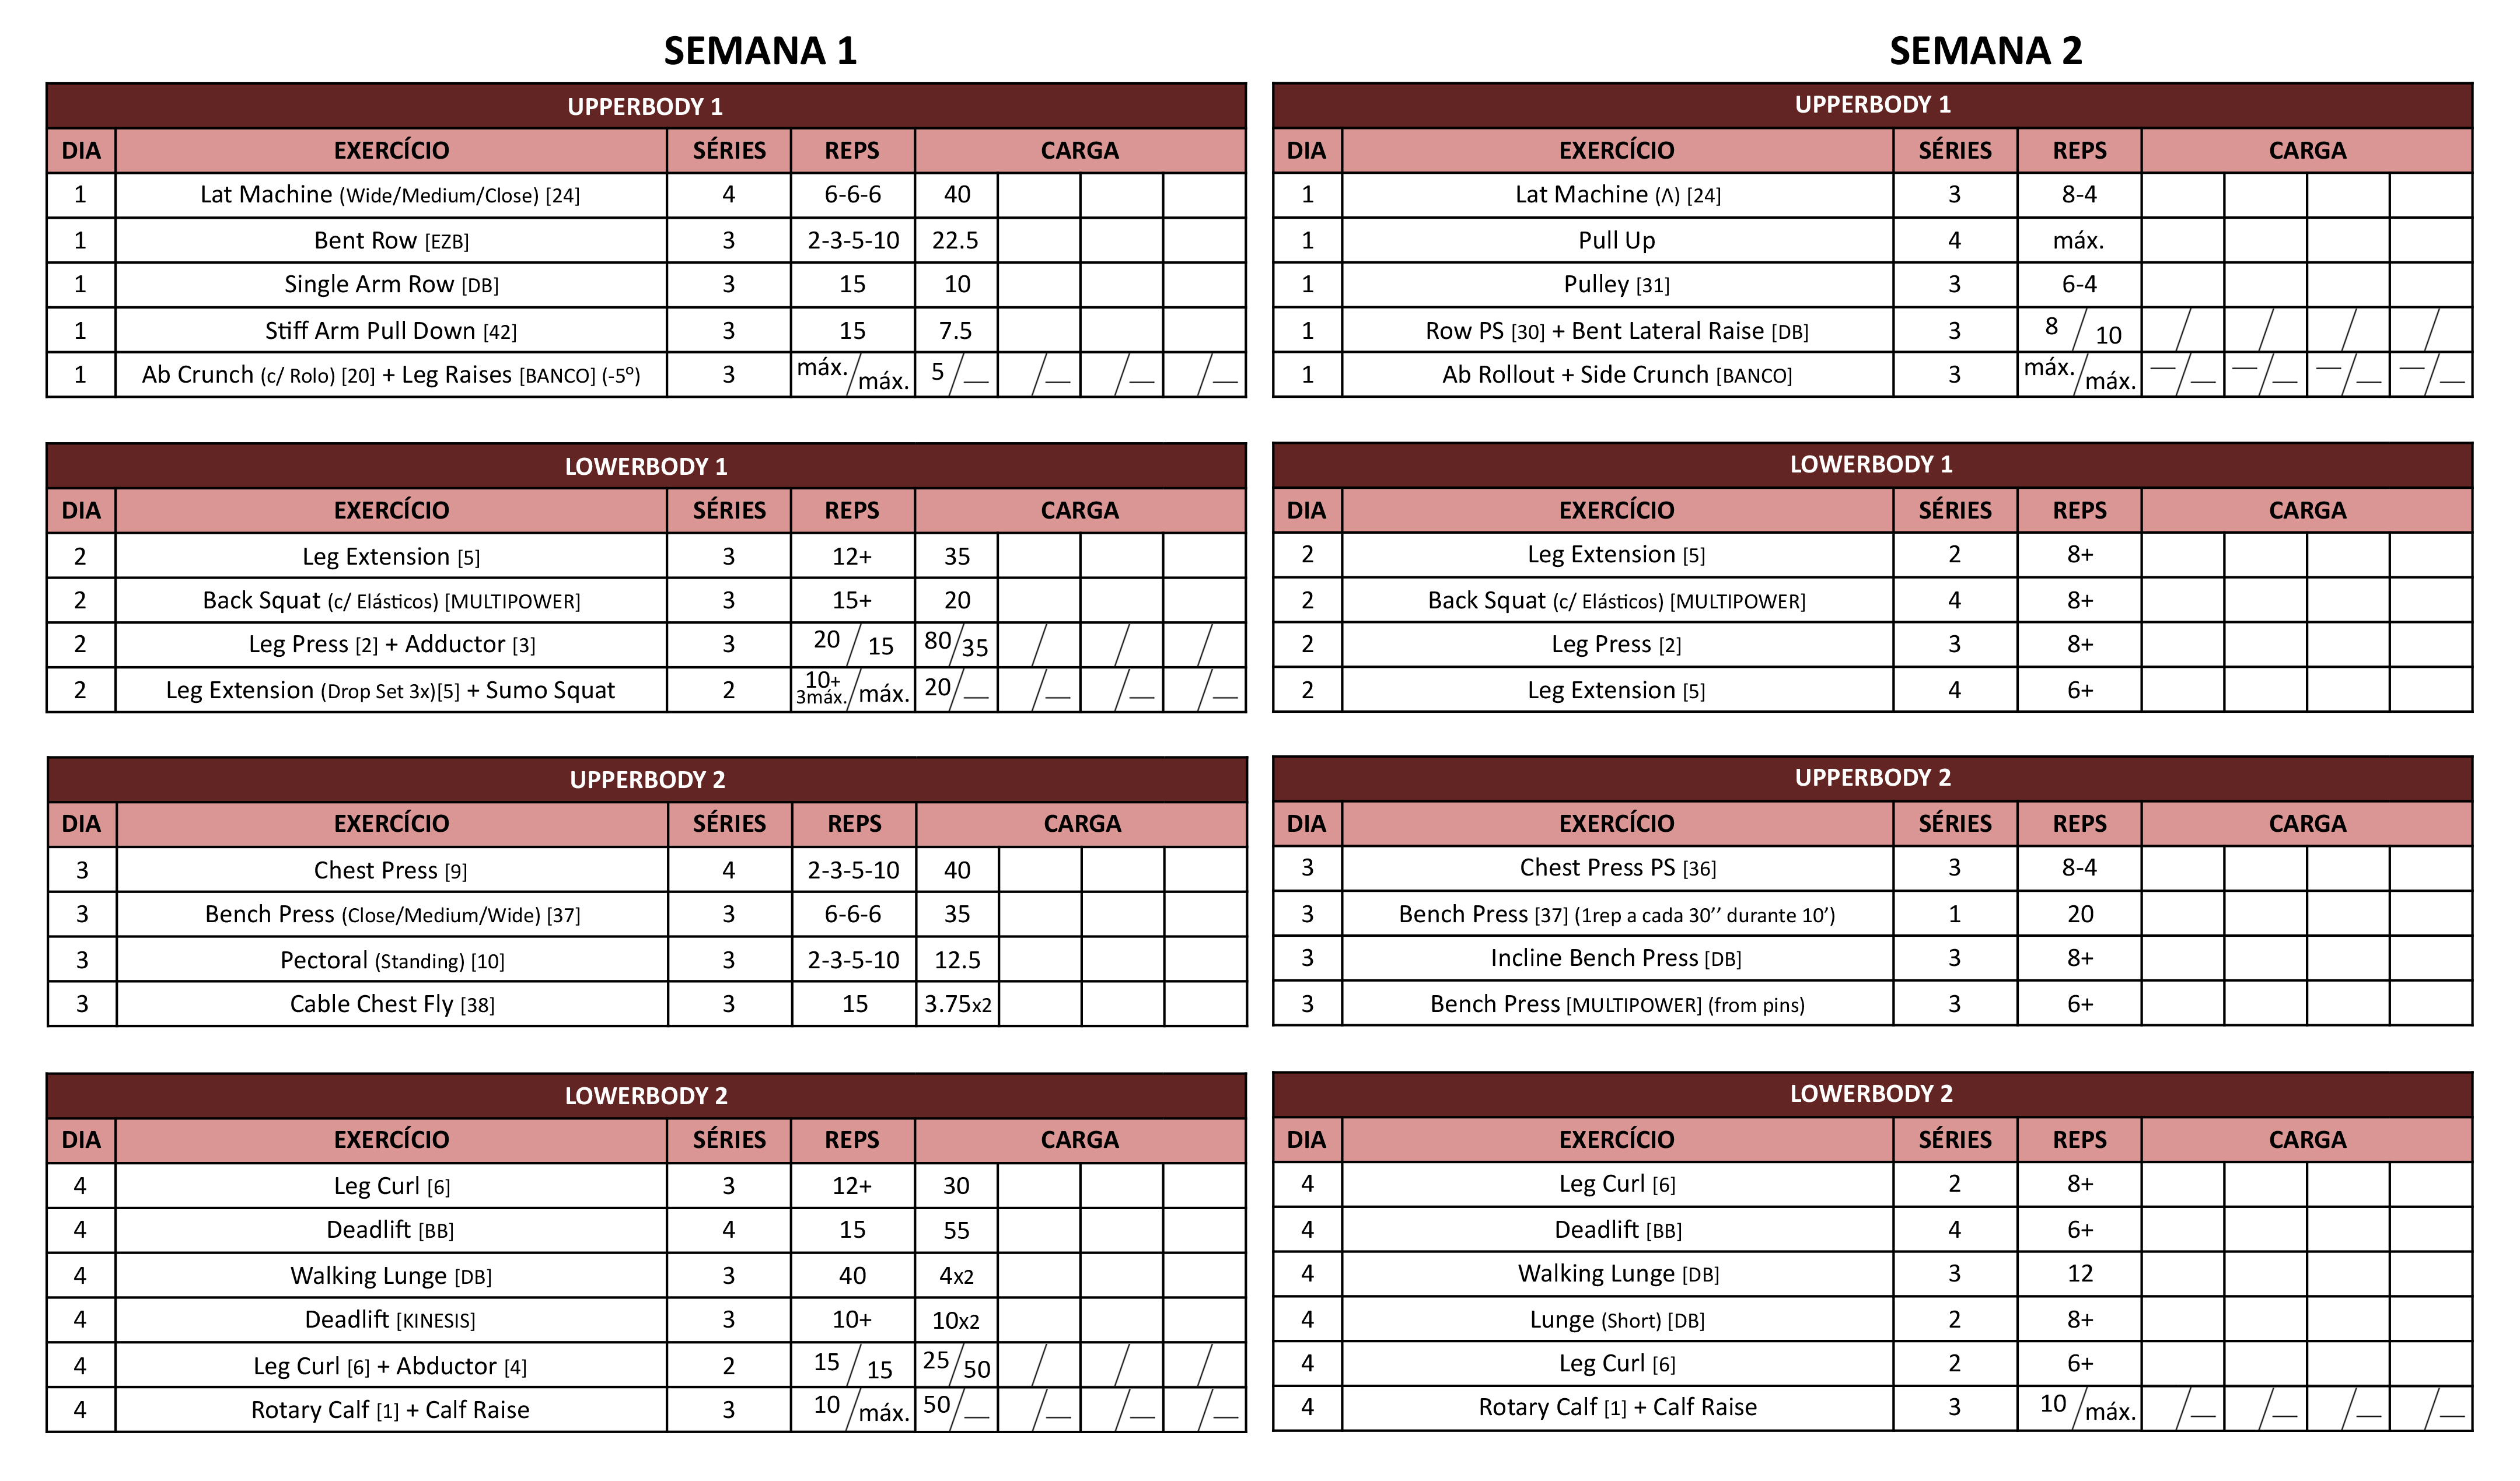 SEMANA 1
UPPERBODY 1
DIA EXERCÍCIO SÉRIES REPS CARGA
1 Lat Machine (Wide/Medium/Close) [24] 4 6-6-6 40
1 Bent Row [EZB] 3 2-3-5-10 22.5
1 Single Arm Row [DB] 3 15 10
1 Stiff Arm Pull Down [42] 3 15 7.5
1 Ab Crunch (c/ Rolo) [20] + Leg Raises [BANCO] (-5º) 3 máx./máx. 5/— /— /— /—
LOWERBODY 1
DIA EXERCÍCIO SÉRIES REPS CARGA
2 Leg Extension [5] 3 12+ 35
2 Back Squat (c/ Elásticos) [MULTIPOWER] 3 15+ 20
2 Leg Press [2] + Adductor [3] 3 20/15 80/35 / / /
2 Leg Extension (Drop Set 3x)[5] + Sumo Squat 2 10+ 3máx./máx. 20/— /— /— /—
UPPERBODY 2
DIA EXERCÍCIO SÉRIES REPS CARGA
3 Chest Press [9] 4 2-3-5-10 40
3 Bench Press (Close/Medium/Wide) [37] 3 6-6-6 35
3 Pectoral (Standing) [10] 3 2-3-5-10 12.5
3 Cable Chest Fly [38] 3 15 3.75x2
LOWERBODY 2
DIA EXERCÍCIO SÉRIES REPS CARGA
4 Leg Curl [6] 3 12+ 30
4 Deadlift [BB] 4 15 55
4 Walking Lunge [DB] 3 40 4x2
4 Deadlift [KINESIS] 3 10+ 10x2
4 Leg Curl [6] + Abductor [4] 2 15/15 25/50 / / /
4 Rotary Calf [1] + Calf Raise 3 10/máx. 50/— /— /— /—
SEMANA 2
UPPERBODY 1
DIA EXERCÍCIO SÉRIES REPS CARGA
1 Lat Machine (Λ) [24] 3 8-4
1 Pull Up 4 máx.
1 Pulley [31] 3 6-4
1 Row PS [30] + Bent Lateral Raise [DB] 3 8/10 / / / /
1 Ab Rollout + Side Crunch [BANCO] 3 máx./máx. —/— —/— —/— —/—
LOWERBODY 1
DIA EXERCÍCIO SÉRIES REPS CARGA
2 Leg Extension [5] 2 8+
2 Back Squat (c/ Elásticos) [MULTIPOWER] 4 8+
2 Leg Press [2] 3 8+
2 Leg Extension [5] 4 6+
UPPERBODY 2
DIA EXERCÍCIO SÉRIES REPS CARGA
3 Chest Press PS [36] 3 8-4
3 Bench Press [37] (1rep a cada 30’’ durante 10’) 1 20
3 Incline Bench Press [DB] 3 8+
3 Bench Press [MULTIPOWER] (from pins) 3 6+
LOWERBODY 2
DIA EXERCÍCIO SÉRIES REPS CARGA
4 Leg Curl [6] 2 8+
4 Deadlift [BB] 4 6+
4 Walking Lunge [DB] 3 12
4 Lunge (Short) [DB] 2 8+
4 Leg Curl [6] 2 6+
4 Rotary Calf [1] + Calf Raise 3 10/máx. /— /— /— /—